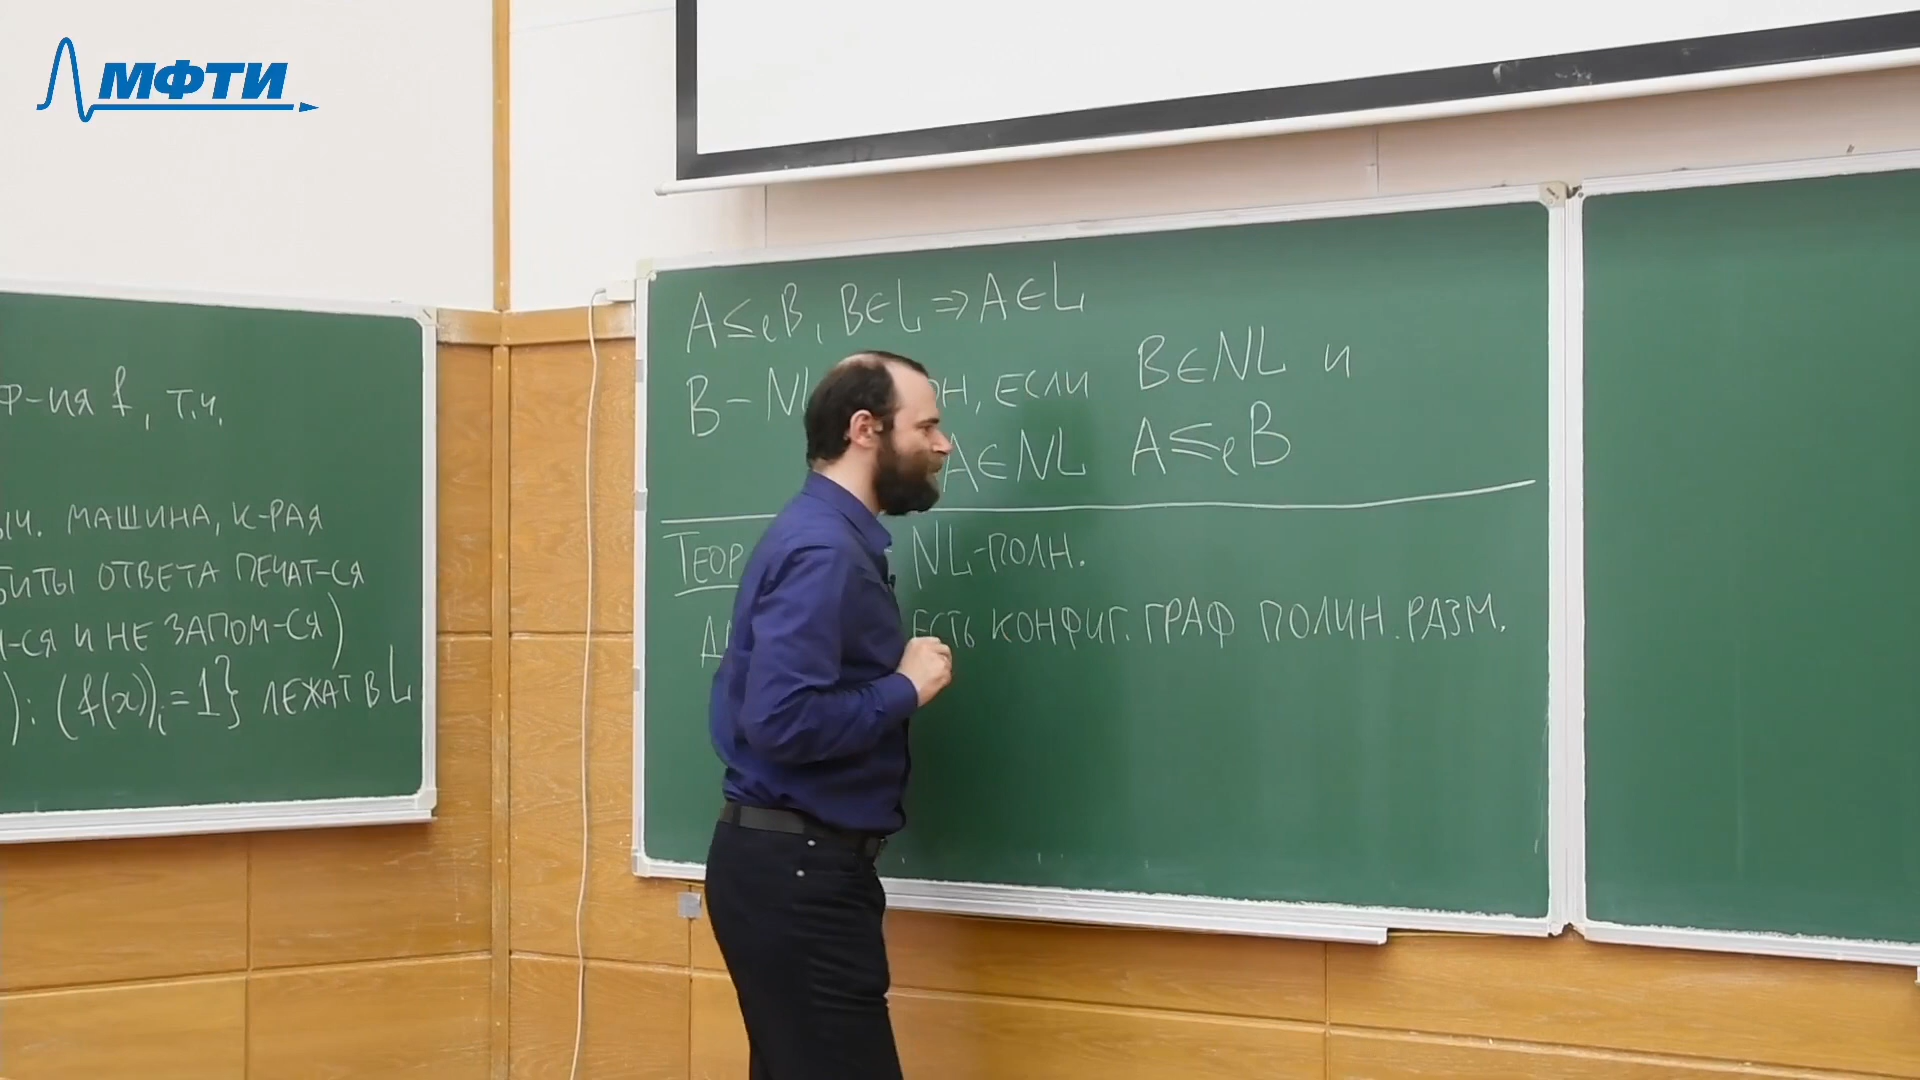 МФТИ
Ф-ИЯ f, Т.Ч.
МАШИНА, К-РАЯ
БИТЫ ОТВЕТА ПЕЧАТ-СЯ
-СЯ И НЕ ЗАПОМ-СЯ)
): (f(x))ᵢ = 1} ЛЕЖАТ В L
A ≤ₗ B, B ∈ L ⇒ A ∈ L
B – NL ОН, ЕСЛИ B ∈ NL И
A ∈ NL A ≤ₗ B
ТЕОР NL-ПОЛН.
ЕСТЬ КОНФИГ. ГРАФ ПОЛИН. РАЗМ.